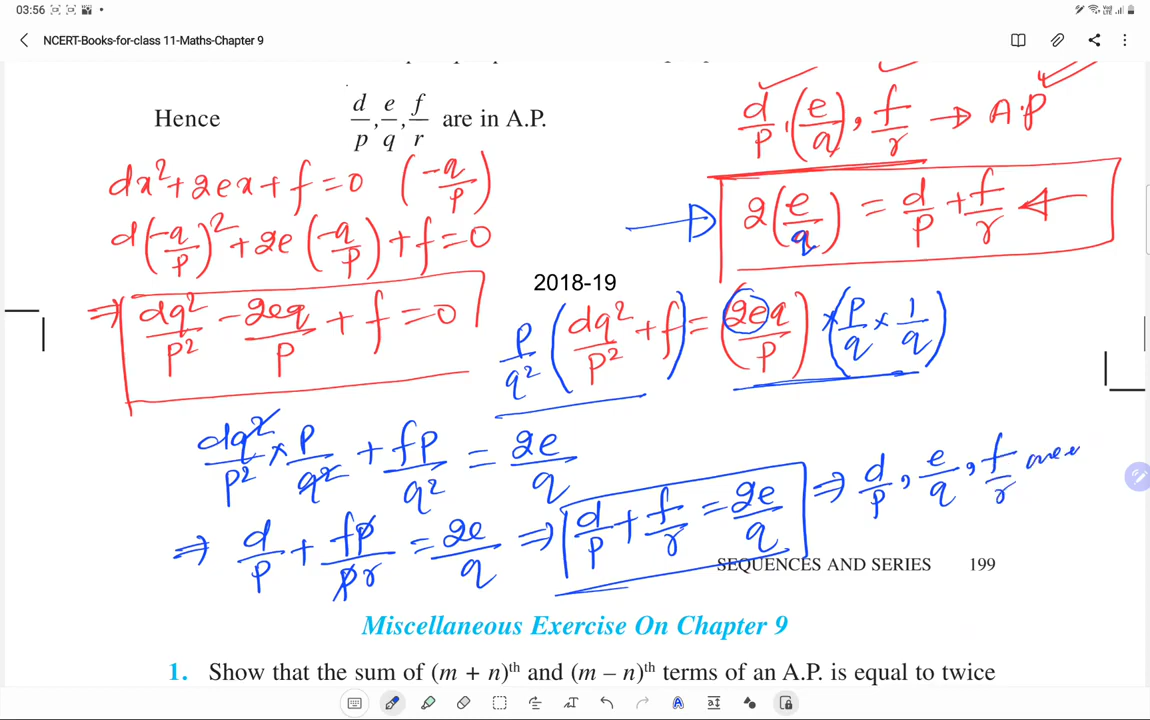 03:56
NCERT-Books-for-class 11-Maths-Chapter 9
Hence d/p, e/q, f/r are in A.P.
d/p, (e/q), f/r → A.P
dx² + 2ex + f = 0 (-q/p)
2(e/q) = d/p + f/r
d(-q/p)² + 2e(-q/p) + f = 0
2018-19
⇒ dq²/p² - 2eq/p + f = 0
p/q² (dq²/p² + f) = (2eq/p) × (p/q × 1/q)
dq²/p² × p/q² + fp/q² = 2e/q
⇒ d/p + fp/pr = 2e/q ⇒ d/p + f/r = 2e/q ⇒ d/p, e/q, f/r
SEQUENCES AND SERIES 199
Miscellaneous Exercise On Chapter 9
1. Show that the sum of (m + n)th and (m – n)th terms of an A.P. is equal to twice